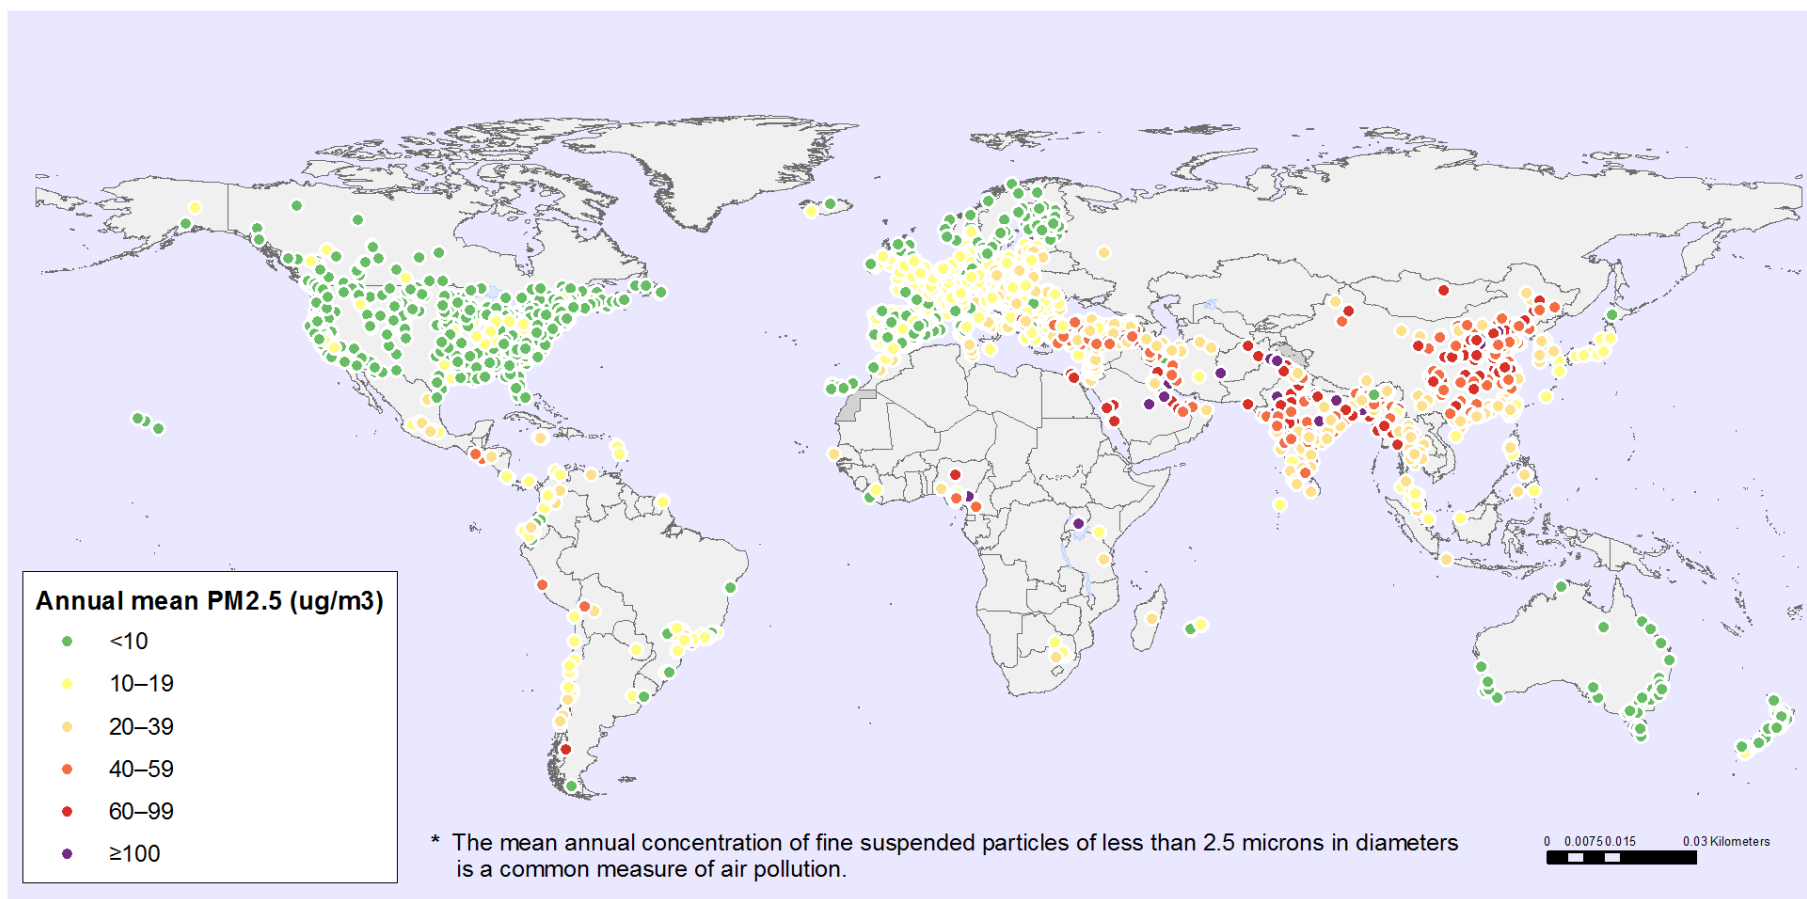 Annual mean PM2.5 (ug/m3)
<10
10–19
20–39
40–59
60–99
≥100
* The mean annual concentration of fine suspended particles of less than 2.5 microns in diameters
is a common measure of air pollution.
0 0.0075 0.015 0.03 Kilometers